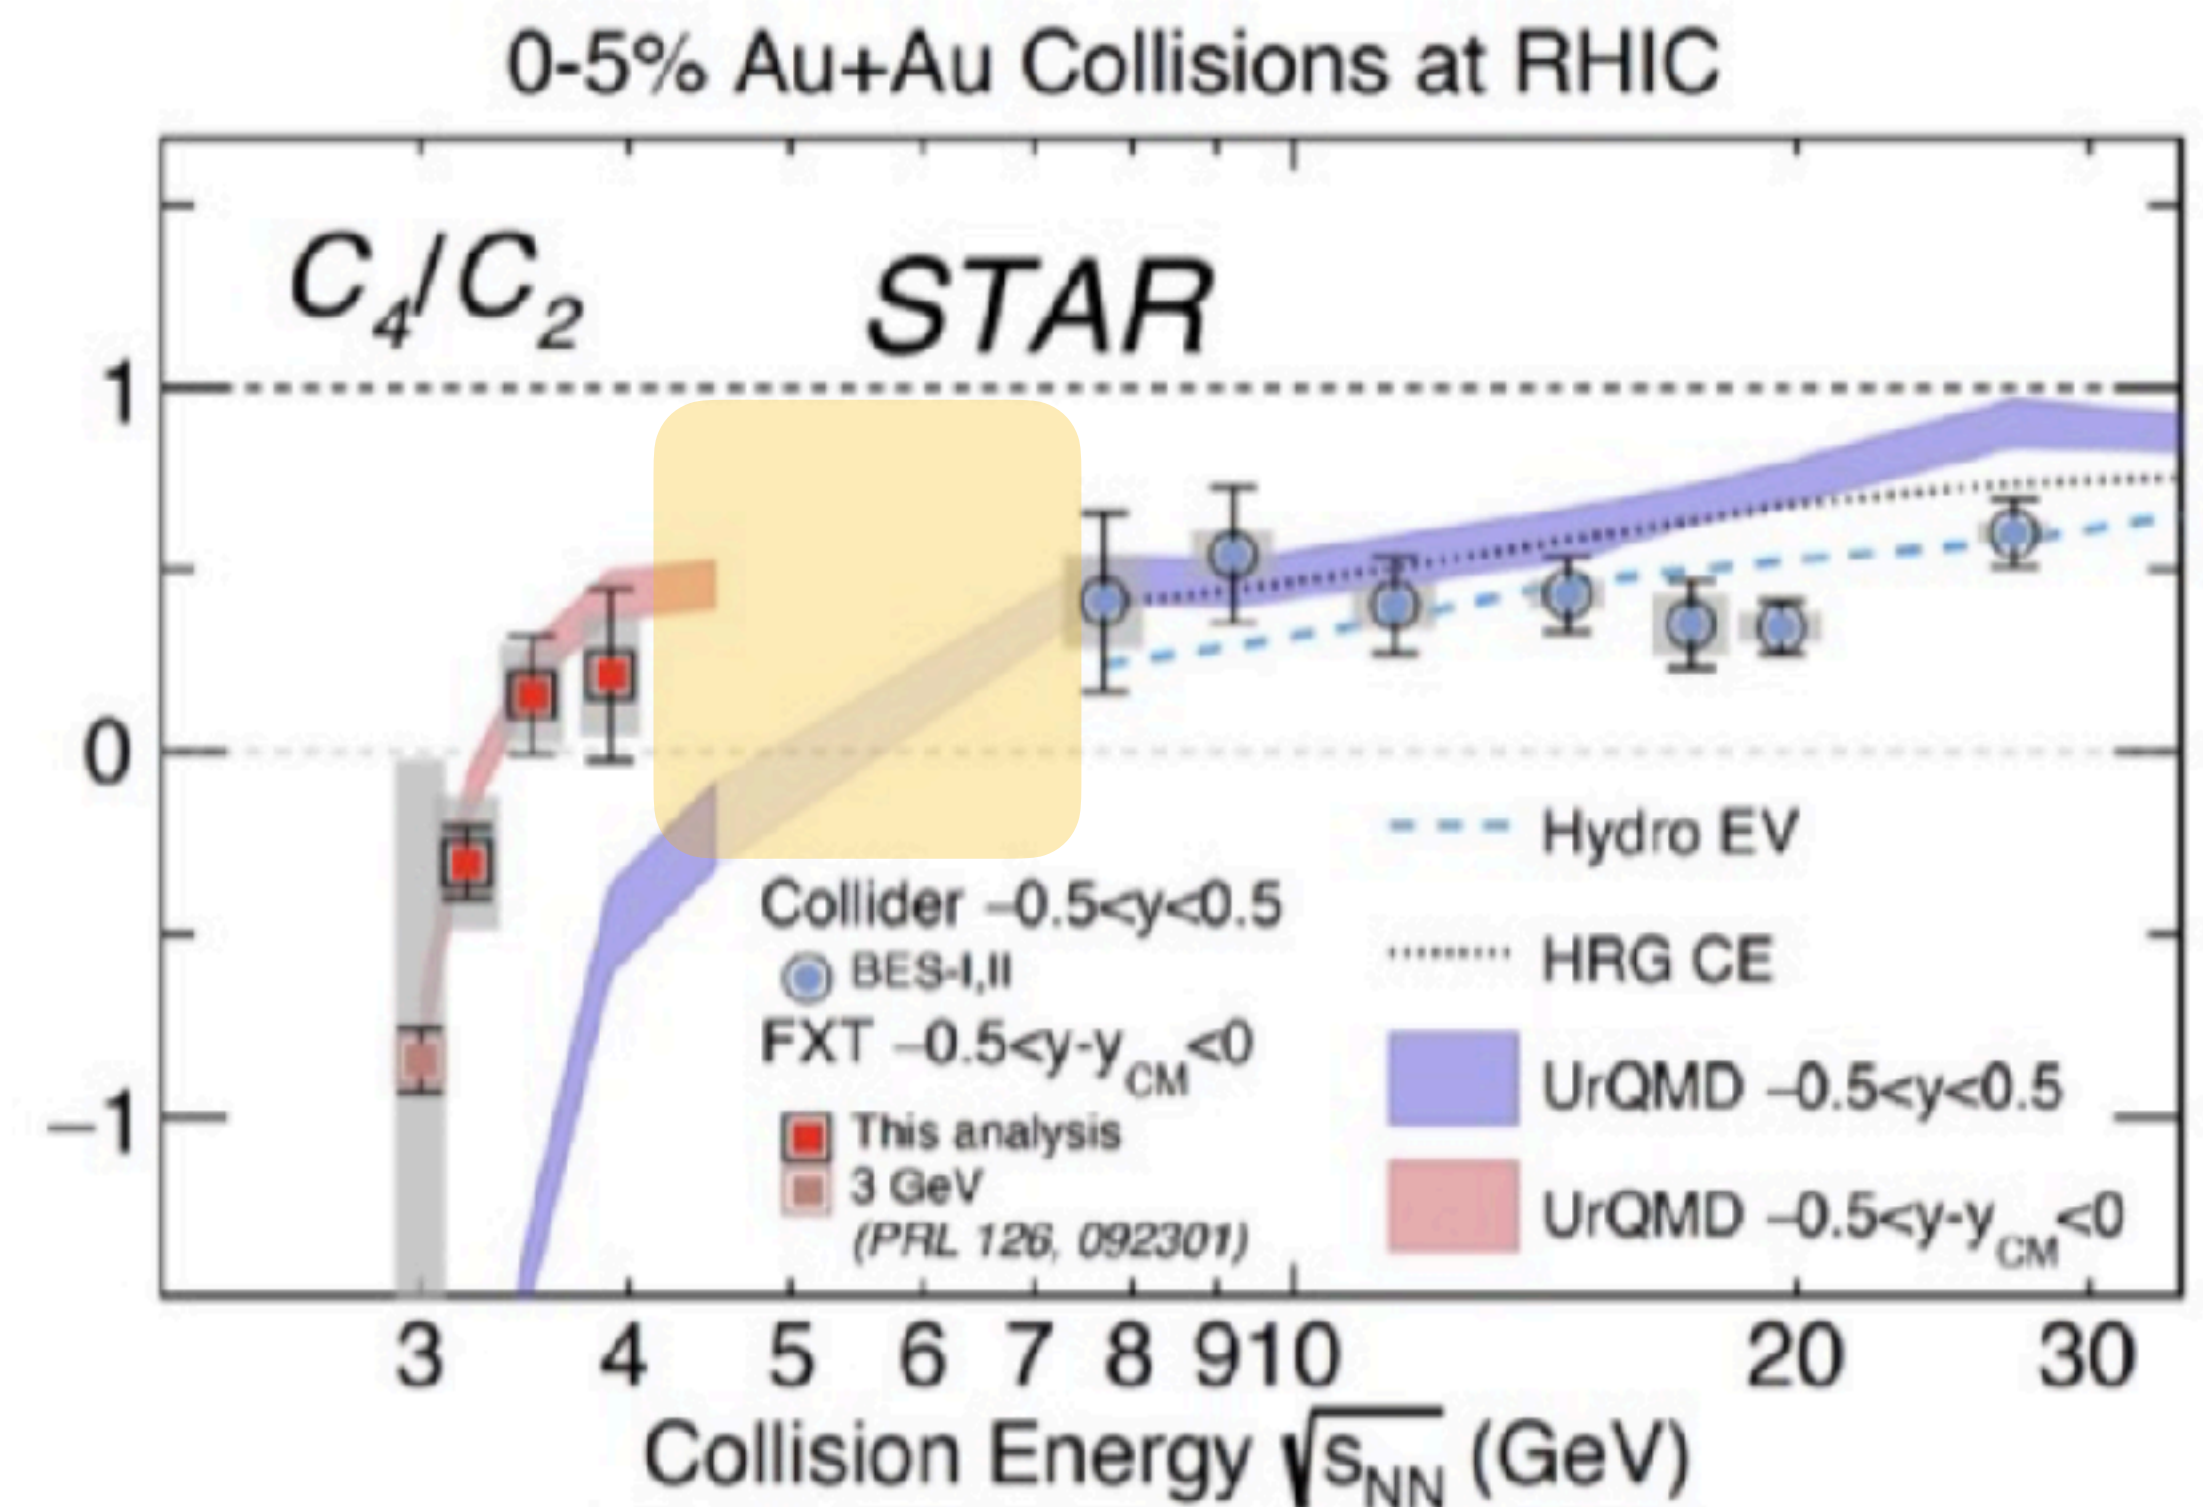 0-5% Au+Au Collisions at RHIC
C₄/C₂
STAR
1
0
−1
Collider −0.5<y<0.5
BES-I,II
FXT −0.5<y-y_CM<0
This analysis
3 GeV
(PRL 126, 092301)
Hydro EV
HRG CE
UrQMD −0.5<y<0.5
UrQMD −0.5<y-y_CM<0
3 4 5 6 7 8 9 10 20 30
Collision Energy √s_NN (GeV)